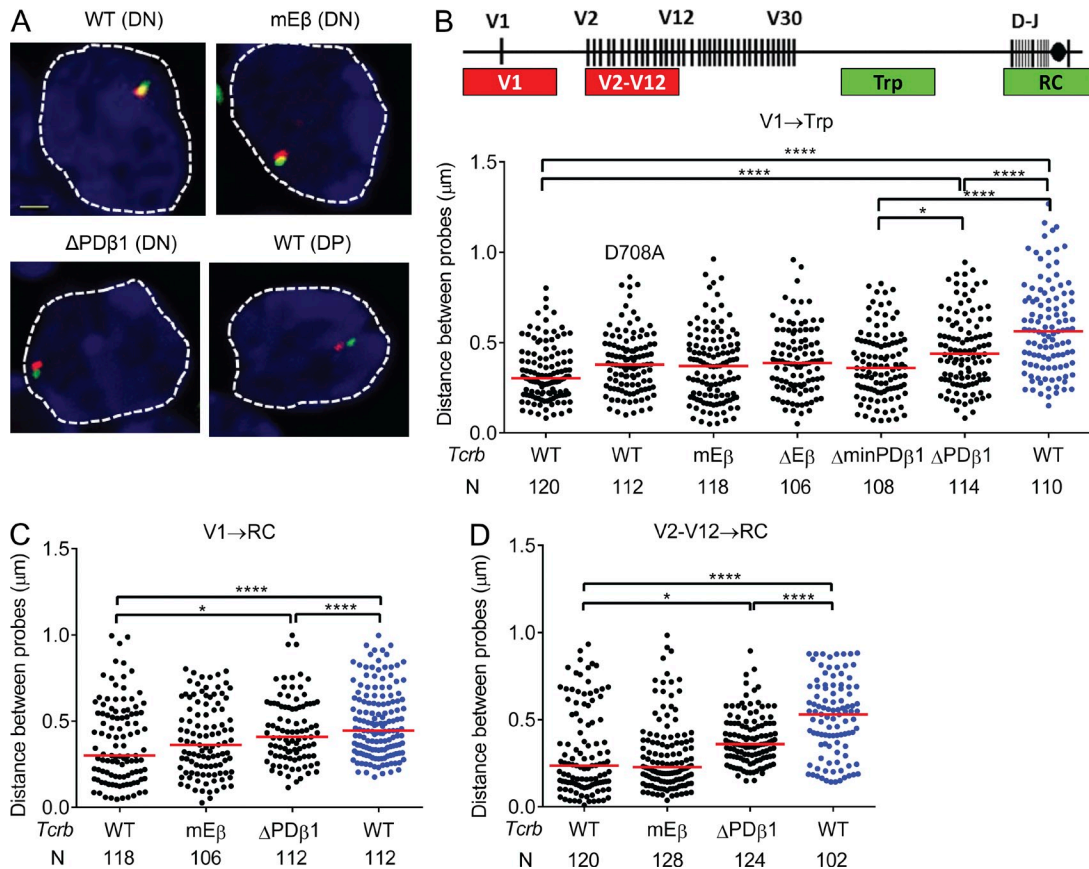 A
WT (DN)
mEβ (DN)
ΔPDβ1 (DN)
WT (DP)
B
V1
V2
V12
V30
D-J
V1
V2-V12
Trp
RC
V1→Trp
Distance between probes (μm)
1.5
1.0
0.5
0.0
****
****
****
****
*
D708A
Tcrb WT WT mEβ ΔEβ ΔminPDβ1 ΔPDβ1 WT
N 120 112 118 106 108 114 110
C
V1→RC
Distance between probes (μm)
1.5
1.0
0.5
0.0
****
*
****
Tcrb WT mEβ ΔPDβ1 WT
N 118 106 112 112
D
V2-V12→RC
Distance between probes (μm)
1.5
1.0
0.5
0.0
****
*
****
Tcrb WT mEβ ΔPDβ1 WT
N 120 128 124 102